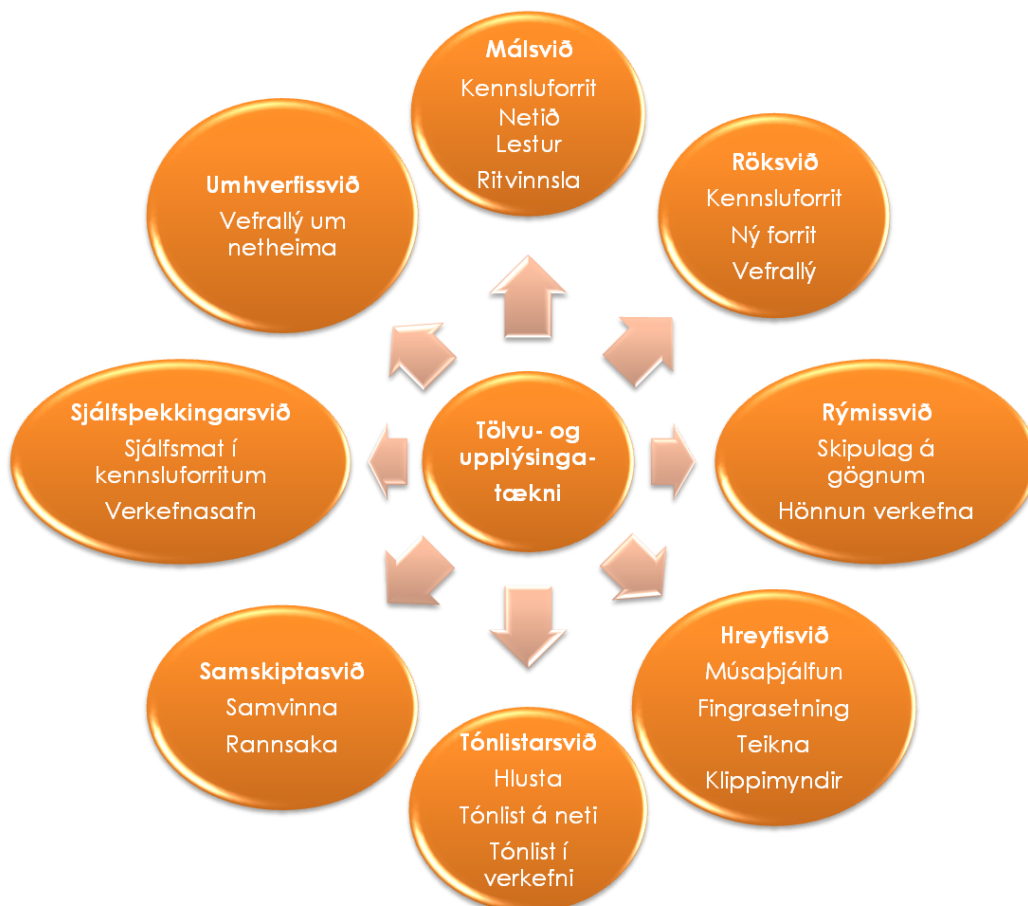 Málsvið
Kennsluforrit
Netið
Lestur
Ritvinnsla
Röksvið
Kennsluforrit
Ný forrit
Vefrallý
Rýmissvið
Skipulag á
gögnum
Hönnun verkefna
Hreyfisvið
Músaþjálfun
Fingrasetning
Teikna
Klippimyndir
Tónlistarsvið
Hlusta
Tónlist á neti
Tónlist í
verkefni
Samskiptasvið
Samvinna
Rannsaka
Sjálfsþekkingarsvið
Sjálfsmat í
kennsluforritum
Verkefnasafn
Umhverfissvið
Vefrallý um
netheima
Tölvu- og
upplýsinga-
tækni